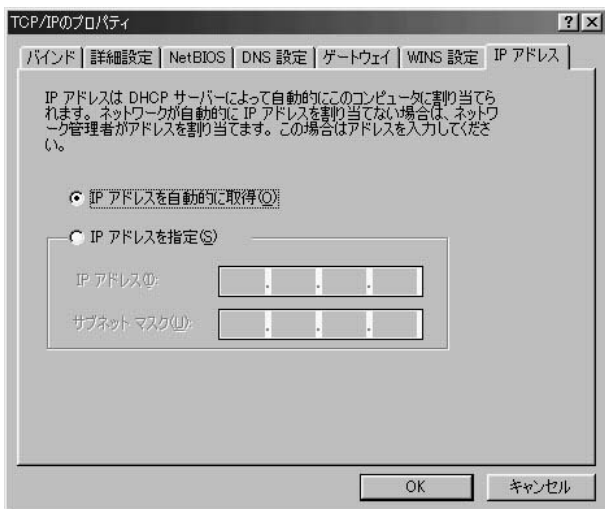 TCP/IPのプロパティ
バインド 詳細設定 NetBIOS DNS 設定 ゲートウェイ WINS 設定 IP アドレス
IP アドレスは DHCP サーバーによって自動的にこのコンピュータに割り当てら
れます。ネットワークが自動的に IP アドレスを割り当てない場合は、ネットワ
ーク管理者がアドレスを割り当てます。この場合はアドレスを入力してくださ
い。
IP アドレスを自動的に取得(O)
IP アドレスを指定(S)
IP アドレス(I):
サブネット マスク(U):
OK キャンセル